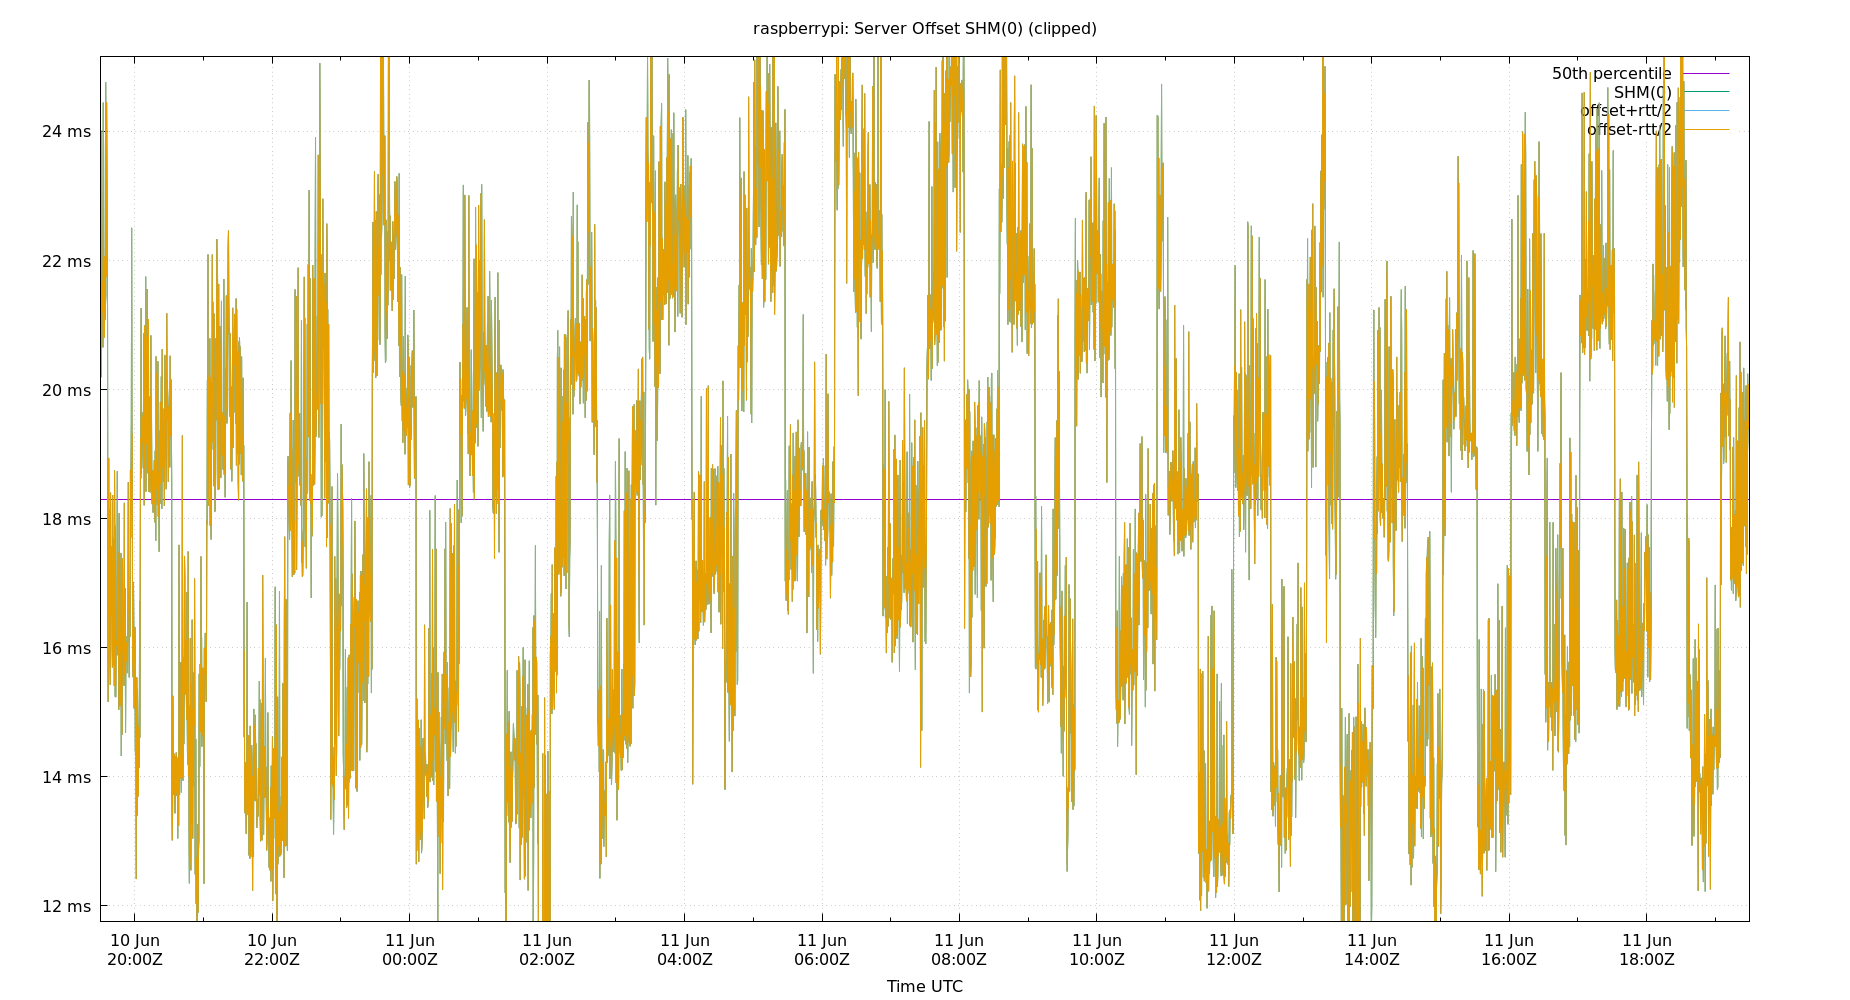 raspberrypi: Server Offset SHM(0) (clipped)
50th percentile
SHM(0)
offset+rtt/2
offset-rtt/2
24 ms
22 ms
20 ms
18 ms
16 ms
14 ms
12 ms
10 Jun 10 Jun 11 Jun 11 Jun 11 Jun 11 Jun 11 Jun 11 Jun 11 Jun 11 Jun 11 Jun 11 Jun
20:00Z 22:00Z 00:00Z 02:00Z 04:00Z 06:00Z 08:00Z 10:00Z 12:00Z 14:00Z 16:00Z 18:00Z
Time UTC